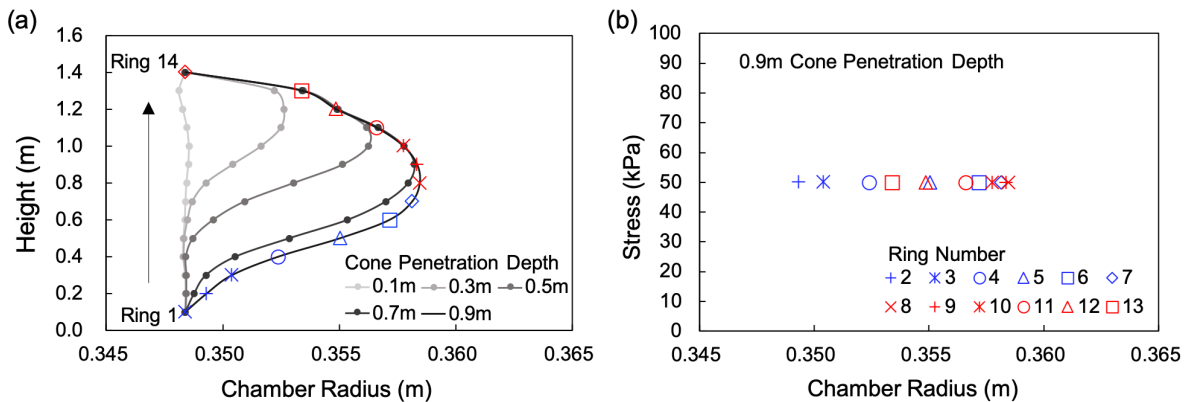 (a)
1.6
1.4
1.2
1.0
0.8
0.6
0.4
0.2
0.0
Height (m)
Ring 14
Ring 1
Cone Penetration Depth
0.1m 0.3m 0.5m
0.7m 0.9m
0.345 0.350 0.355 0.360 0.365
Chamber Radius (m)
(b)
100
90
80
70
60
50
40
30
20
10
0
Stress (kPa)
0.9m Cone Penetration Depth
Ring Number
2 3 4 5 6 7
8 9 10 11 12 13
0.345 0.350 0.355 0.360 0.365
Chamber Radius (m)